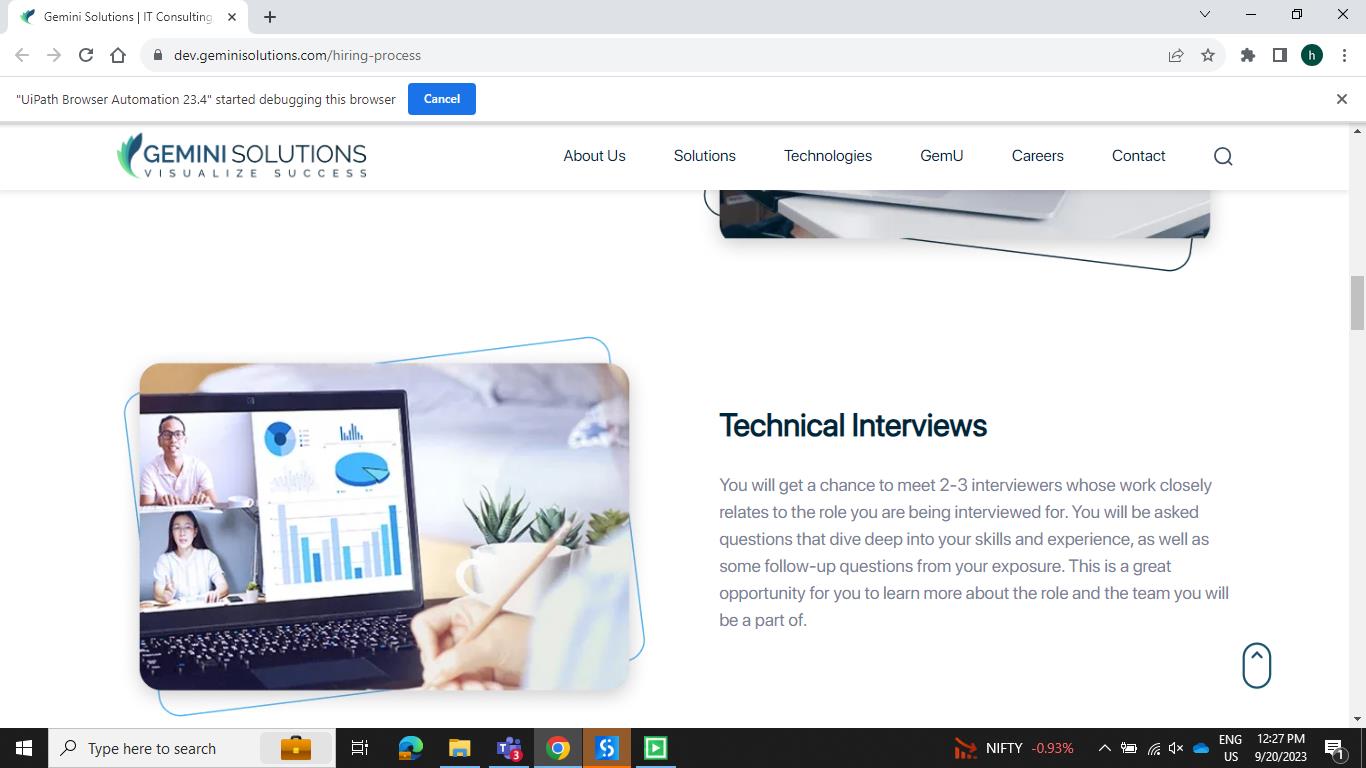 Gemini Solutions | IT Consulting
dev.geminisolutions.com/hiring-process
h
"UiPath Browser Automation 23.4" started debugging this browser
Cancel
GEMINI SOLUTIONS
VISUALIZE SUCCESS
About Us
Solutions
Technologies
GemU
Careers
Contact
Technical Interviews
You will get a chance to meet 2-3 interviewers whose work closely
relates to the role you are being interviewed for. You will be asked
questions that dive deep into your skills and experience, as well as
some follow-up questions from your exposure. This is a great
opportunity for you to learn more about the role and the team you will
be a part of.
Type here to search
3
NIFTY -0.93%
ENG
US
12:27 PM
9/20/2023
1